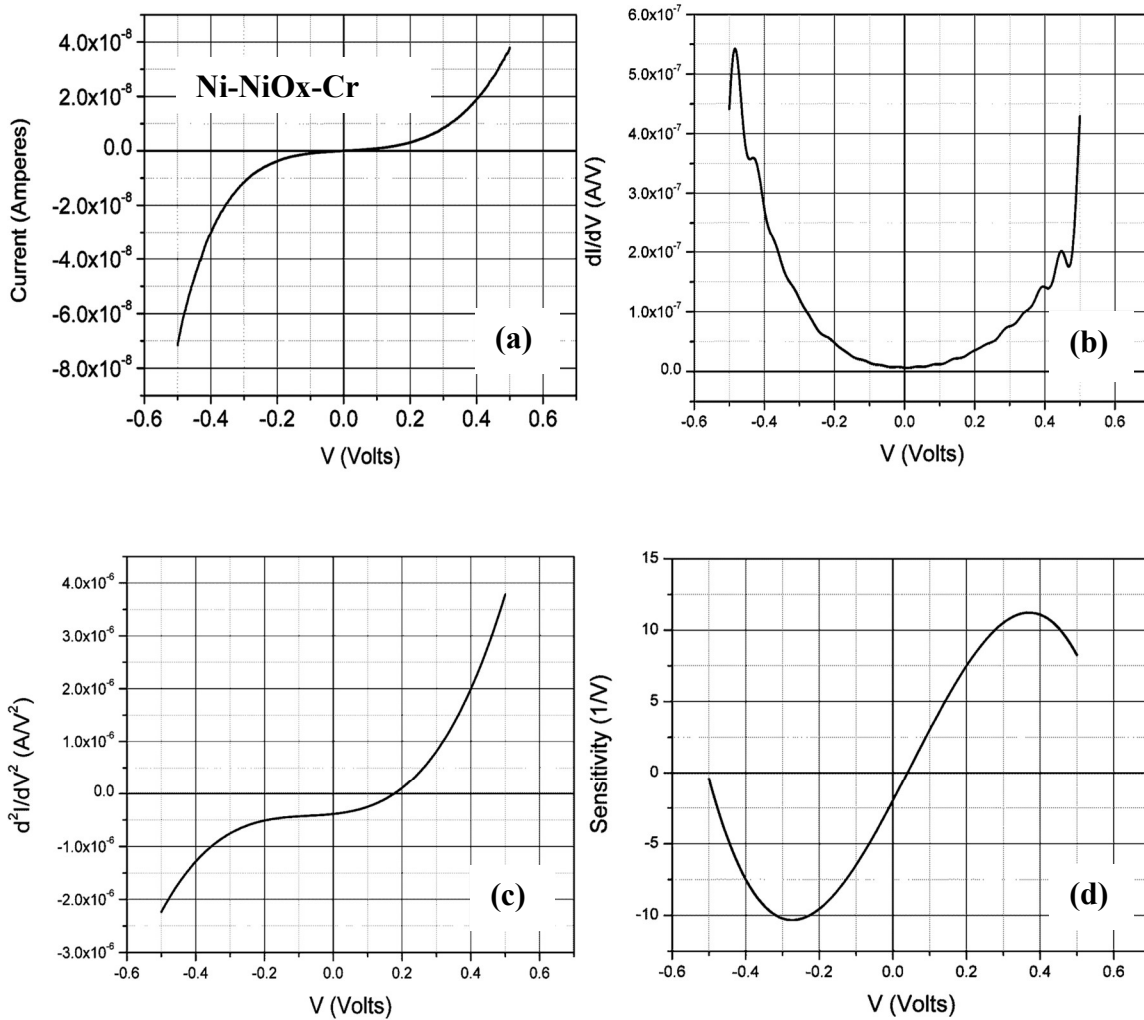 Ni-NiOx-Cr
Current (Amperes)
4.0x10⁻⁸
2.0x10⁻⁸
0.0
-2.0x10⁻⁸
-4.0x10⁻⁸
-6.0x10⁻⁸
-8.0x10⁻⁸
(a)
-0.6 -0.4 -0.2 0.0 0.2 0.4 0.6
V (Volts)
dI/dV (A/V)
6.0x10⁻⁷
5.0x10⁻⁷
4.0x10⁻⁷
3.0x10⁻⁷
2.0x10⁻⁷
1.0x10⁻⁷
0.0
(b)
-0.6 -0.4 -0.2 0.0 0.2 0.4 0.6
V (Volts)
d²I/dV² (A/V²)
4.0x10⁻⁶
3.0x10⁻⁶
2.0x10⁻⁶
1.0x10⁻⁶
0.0
-1.0x10⁻⁶
-2.0x10⁻⁶
-3.0x10⁻⁶
(c)
-0.6 -0.4 -0.2 0.0 0.2 0.4 0.6
V (Volts)
Sensitivity (1/V)
15
10
5
0
-5
-10
(d)
-0.6 -0.4 -0.2 0.0 0.2 0.4 0.6
V (Volts)